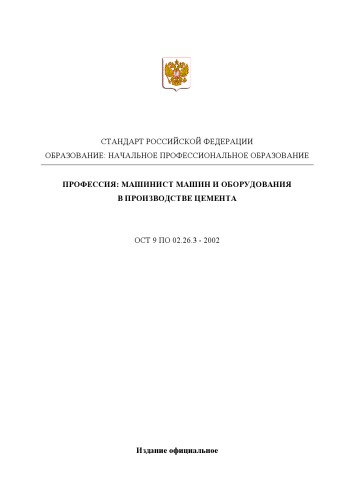 СТАНДАРТ РОССИЙСКОЙ ФЕДЕРАЦИИ
ОБРАЗОВАНИЕ: НАЧАЛЬНОЕ ПРОФЕССИОНАЛЬНОЕ ОБРАЗОВАНИЕ
ПРОФЕССИЯ: МАШИНИСТ МАШИН И ОБОРУДОВАНИЯ
В ПРОИЗВОДСТВЕ ЦЕМЕНТА
ОСТ 9 ПО 02.26.3 - 2002
Издание официальное